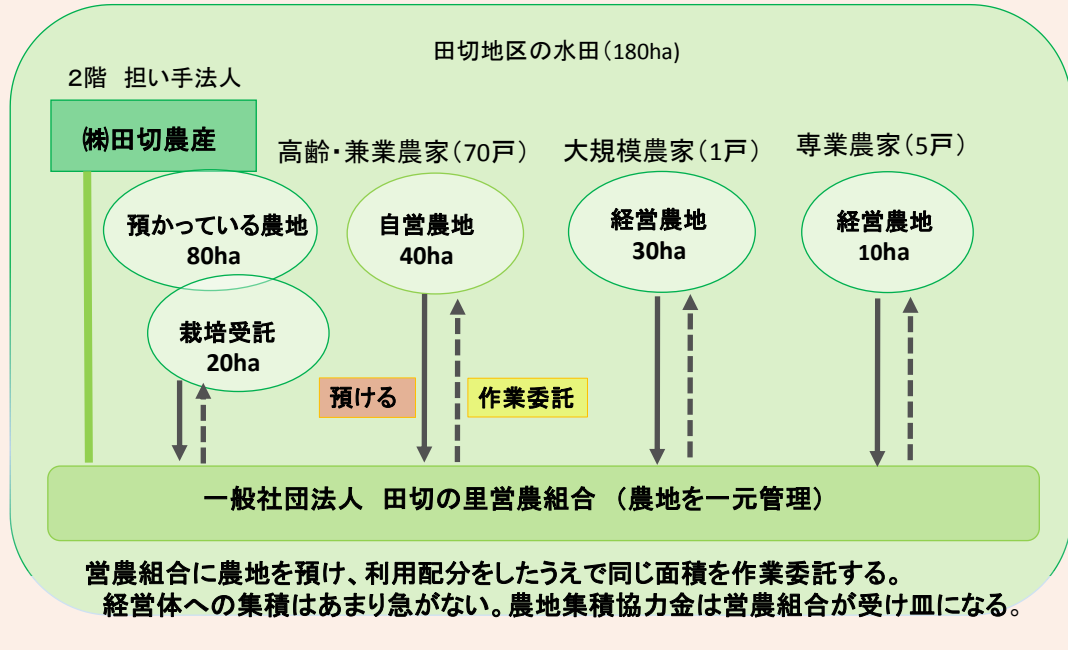 田切地区の水田(180ha)
２階　担い手法人
㈱田切農産
高齢・兼業農家(70戸)
大規模農家(1戸)
専業農家(5戸)
預かっている農地
80ha
自営農地
40ha
経営農地
30ha
経営農地
10ha
栽培受託
20ha
預ける
作業委託
一般社団法人　田切の里営農組合　（農地を一元管理）
営農組合に農地を預け、利用配分をしたうえで同じ面積を作業委託する。
経営体への集積はあまり急がない。農地集積協力金は営農組合が受け皿になる。